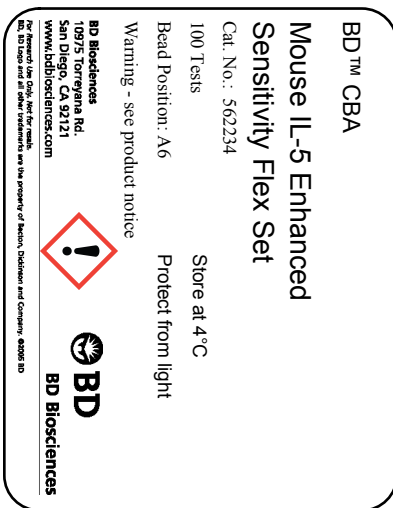 BD™ CBA
Mouse IL-5 Enhanced
Sensitivity Flex Set
Cat. No.: 562234
100 Tests
Store at 4°C
Bead Position: A6
Protect from light
Warning - see product notice
BD Biosciences
10975 Torreyana Rd.
San Diego, CA 92121
www.bdbiosciences.com
BD
BD Biosciences
For Research Use Only. Not for resale.
BD, BD Logo and all other trademarks are the property of Becton, Dickinson and Company. ©2005 BD